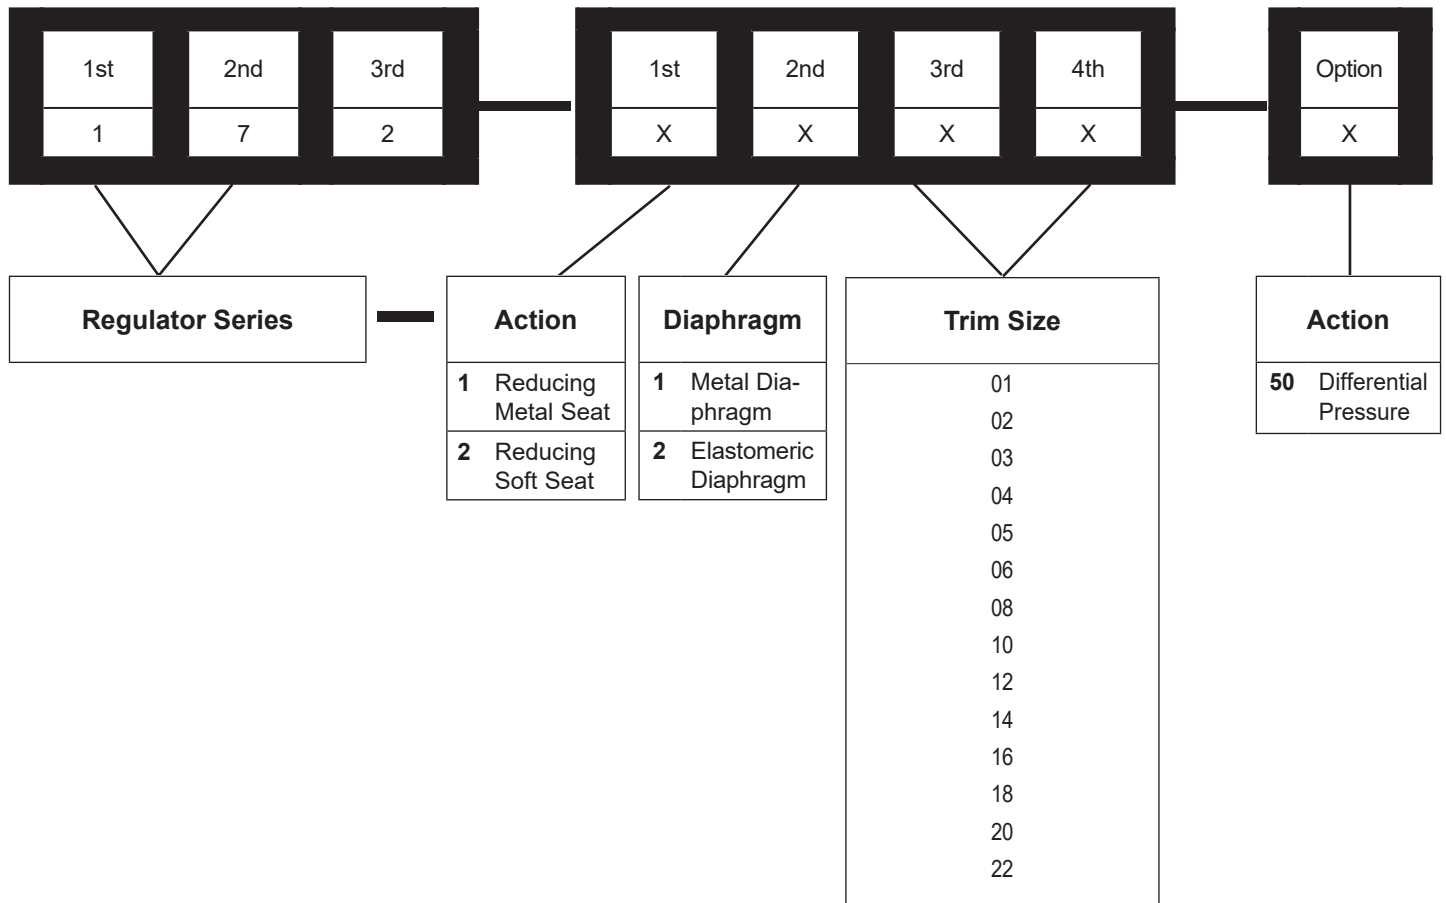 1st 2nd 3rd 1st 2nd 3rd 4th Option
1 7 2 X X X X X
Regulator Series
Action
1 Reducing
Metal Seat
2 Reducing
Soft Seat
Diaphragm
1 Metal Dia-
phragm
2 Elastomeric
Diaphragm
Trim Size
01
02
03
04
05
06
08
10
12
14
16
18
20
22
Action
50 Differential
Pressure